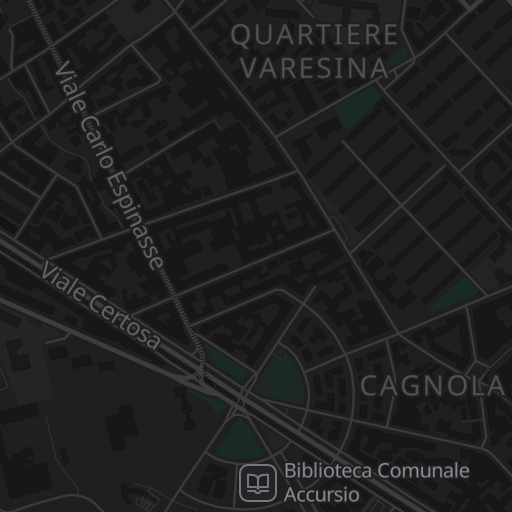 QUARTIERE
VARESINA
Viale Carlo Espinasse
Viale Certosa
CAGNOLA
Biblioteca Comunale
Accursio